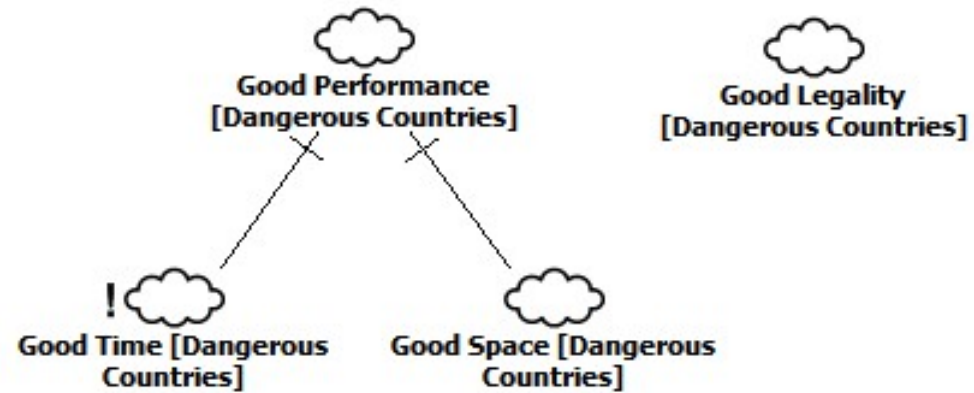 Good Performance
[Dangerous Countries]
Good Legality
[Dangerous Countries]
!
Good Time [Dangerous
Countries]
Good Space [Dangerous
Countries]